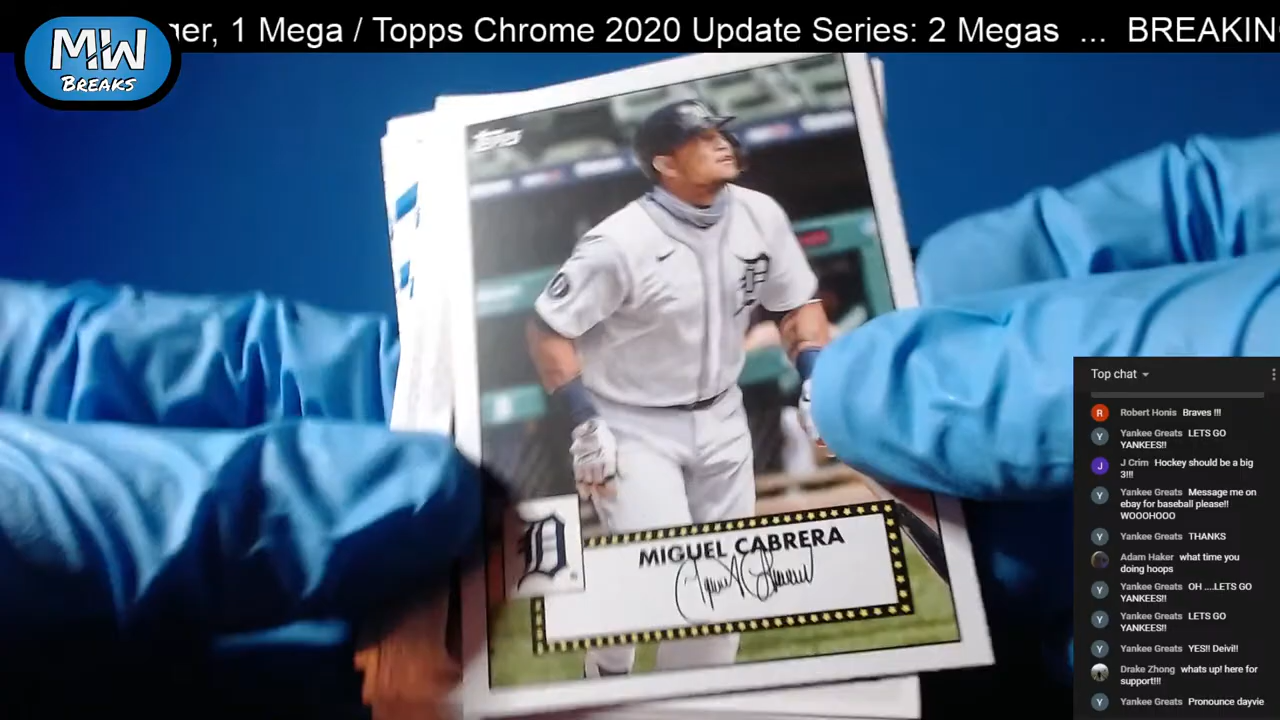 ger, 1 Mega / Topps Chrome 2020 Update Series: 2 Megas ... BREAKIN
MW
BREAKS
Topps
D
MIGUEL CABRERA
Top chat
R Robert Honis Braves !!!
Y Yankee Greats LETS GO
YANKEES!!
J J Crim Hockey should be a big
3!!!
Y Yankee Greats Message me on
ebay for baseball please!!
WOOOHOOO
Y Yankee Greats THANKS
Adam Haker what time you
doing hoops
Y Yankee Greats OH ....LETS GO
YANKEES!!
Y Yankee Greats LETS GO
YANKEES!!
Y Yankee Greats YES!! Deivi!!
Drake Zhong whats up! here for
support!!!
Y Yankee Greats Pronounce dayvie